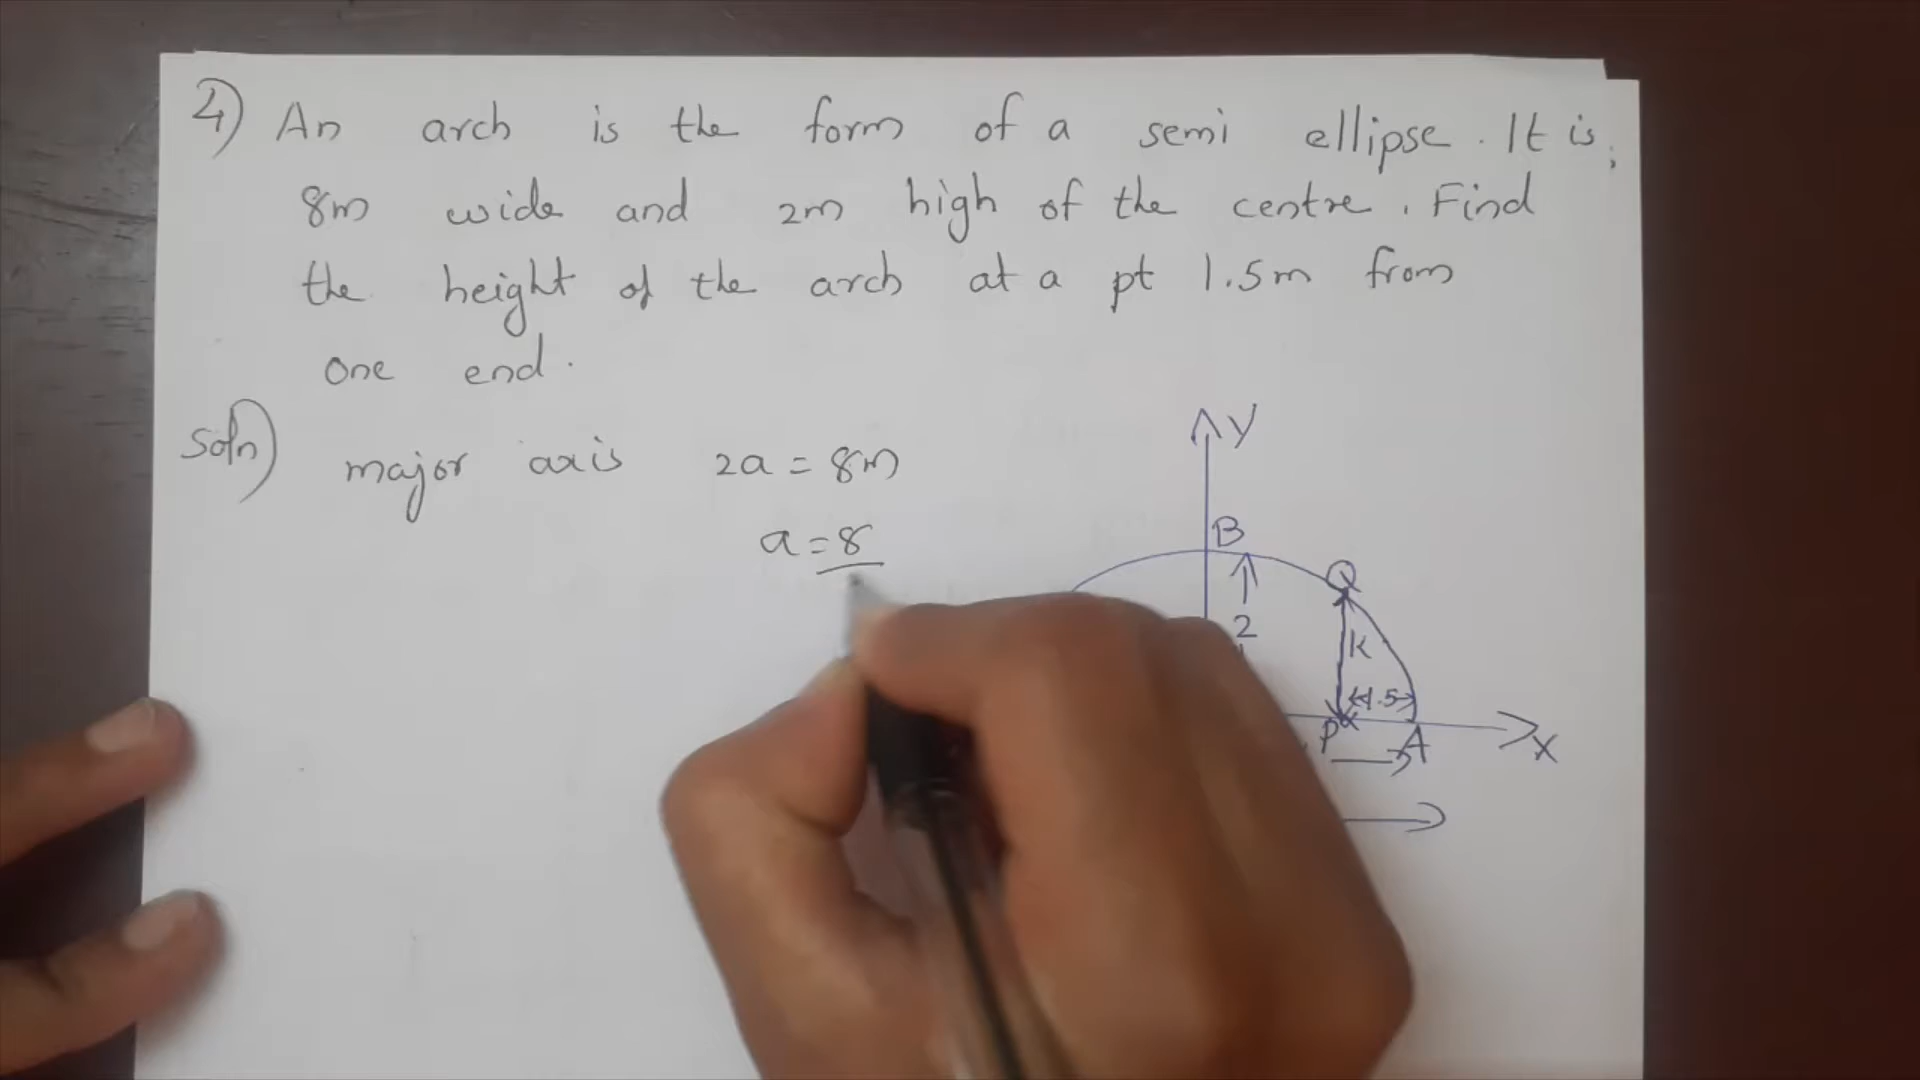 4) An arch is the form of a semi ellipse. It is,
8m wide and 2m high of the centre. Find
the height of the arch at a pt 1.5m from
one end.
Soln) major axis 2a = 8m
a = 8
Y
B
Q
2
K
1.5
P
A
X